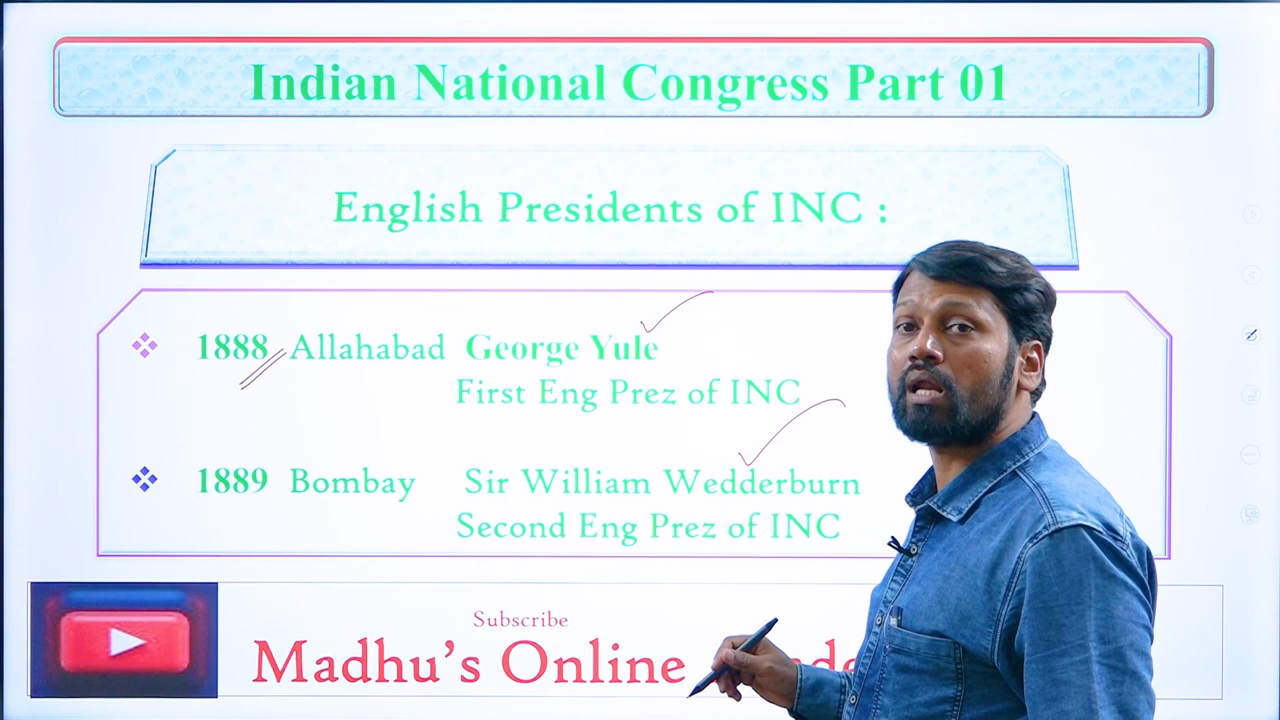 Indian National Congress Part 01
English Presidents of INC :
1888 Allahabad George Yule
First Eng Prez of INC
1889 Bombay Sir William Wedderburn
Second Eng Prez of INC
Subscribe
Madhu's Online